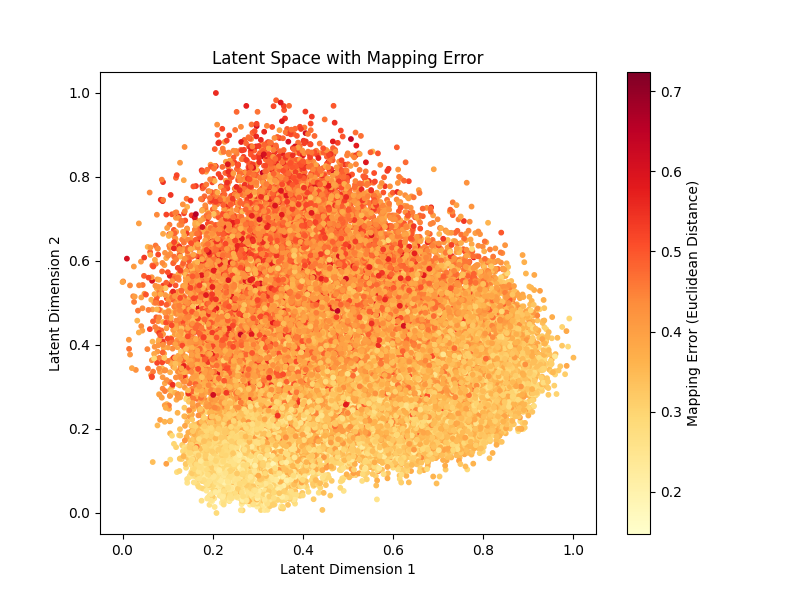 Latent Space with Mapping Error
1.0
0.8
0.6
0.4
0.2
0.0
Latent Dimension 2
0.0 0.2 0.4 0.6 0.8 1.0
Latent Dimension 1
0.7
0.6
0.5
0.4
0.3
0.2
Mapping Error (Euclidean Distance)